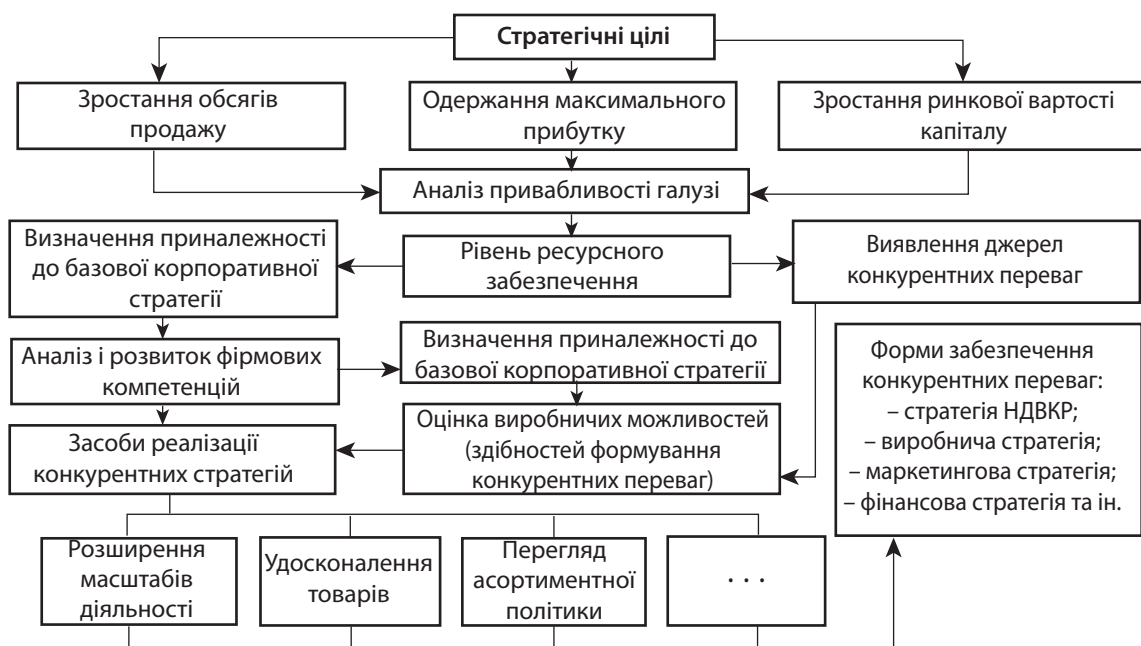 Стратегічні цілі
Зростання обсягів
продажу
Одержання максимального
прибутку
Зростання ринкової вартості
капіталу
Аналіз привабливості галузі
Визначення приналежності
до базової корпоративної
стратегії
Рівень ресурсного
забезпечення
Виявлення джерел
конкурентних переваг
Аналіз і розвиток фірмових
компетенцій
Визначення приналежності до
базової корпоративної стратегії
Форми забезпечення
конкурентних переваг:
– стратегія НДВКР;
– виробнича стратегія;
– маркетингова стратегія;
– фінансова стратегія та ін.
Засоби реалізації
конкурентних стратегій
Оцінка виробничих можливостей
(здібностей формування
конкурентних переваг)
Розширення
масштабів
діяльності
Удосконалення
товарів
Перегляд
асортиментної
політики
. . .